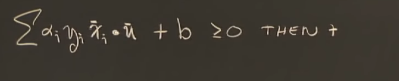 ∑αᵢyᵢx̄ᵢ•ū + b ≥0 THEN +